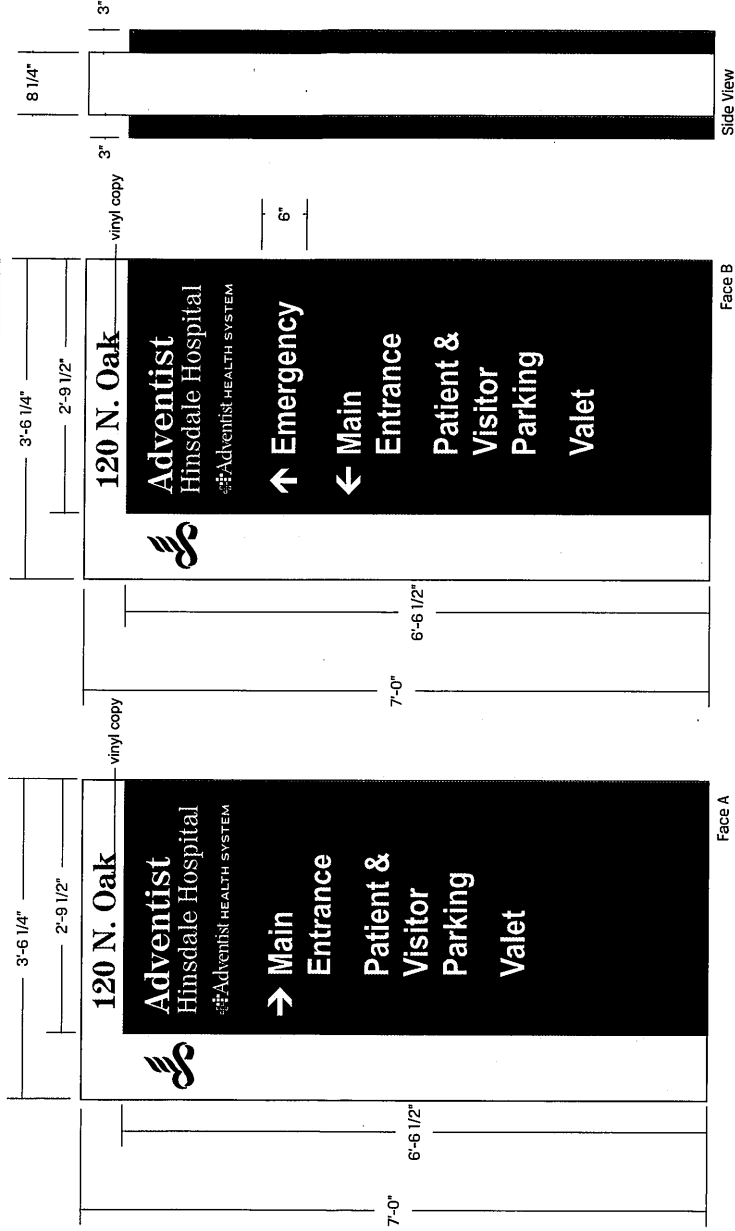 3'-6 1/4"
2'-9 1/2"
vinyl copy
120 N. Oak
Adventist
Hinsdale Hospital
Adventist HEALTH SYSTEM
→ Main
Entrance
Patient &
Visitor
Parking
Valet
6'-6 1/2"
7'-0"
Face A
3'-6 1/4"
2'-9 1/2"
vinyl copy
120 N. Oak
Adventist
Hinsdale Hospital
Adventist HEALTH SYSTEM
↑ Emergency
← Main
Entrance
Patient &
Visitor
Parking
Valet
6"
6'-6 1/2"
7'-0"
Face B
3"
8 1/4"
3"
Side View